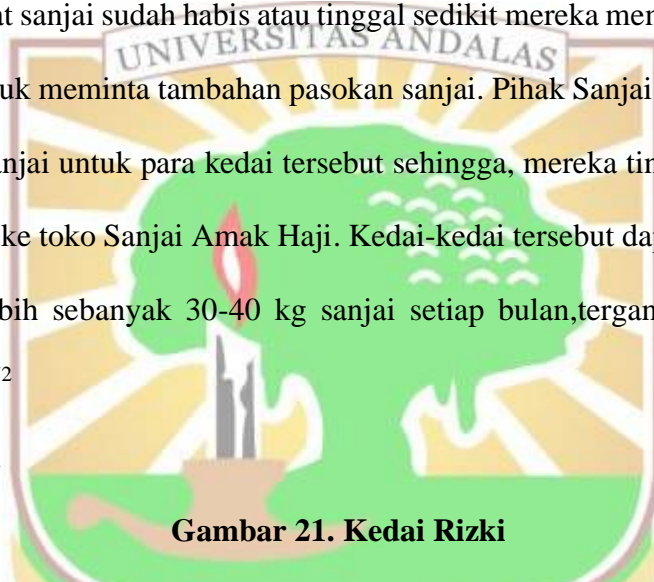 at sanjai sudah habis atau tinggal sedikit mereka men
UNIVERSITAS ANDALAS
uk meminta tambahan pasokan sanjai. Pihak Sanjai
anjai untuk para kedai tersebut sehingga, mereka tin
ke toko Sanjai Amak Haji. Kedai-kedai tersebut da
bih sebanyak 30-40 kg sanjai setiap bulan,tergan
2
Gambar 21. Kedai Rizki